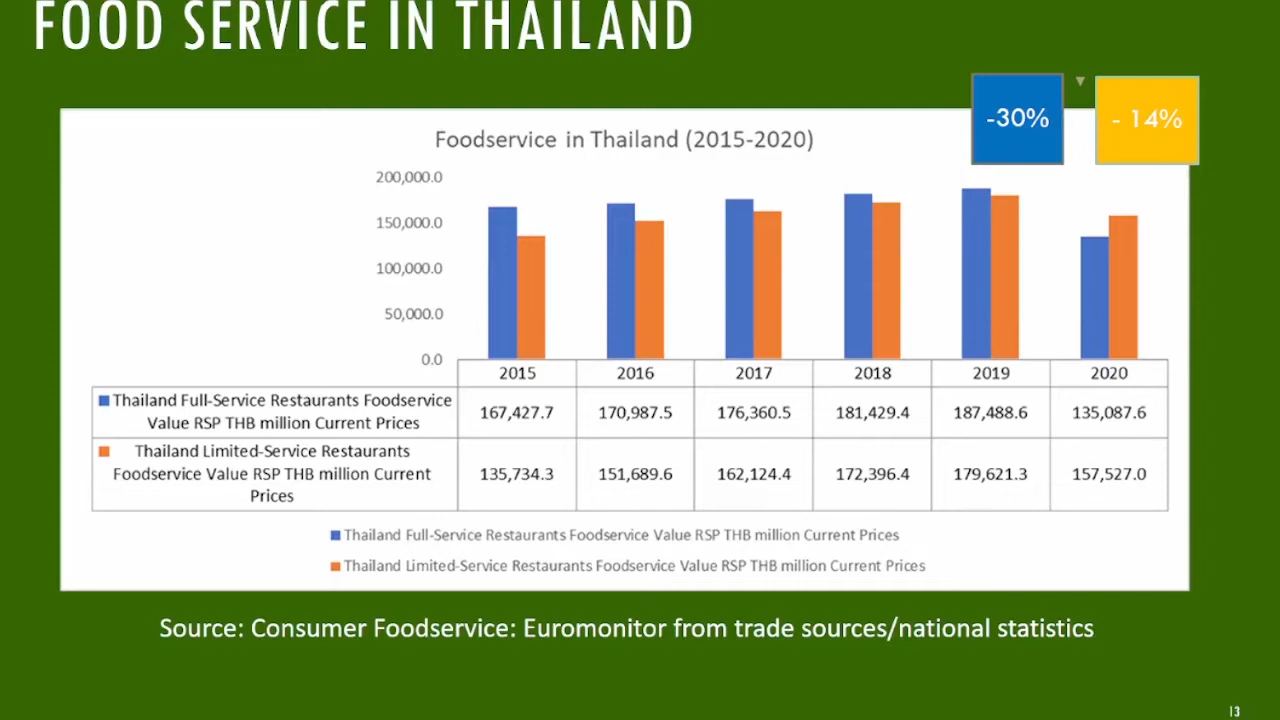 FOOD SERVICE IN THAILAND
-30%
- 14%
Foodservice in Thailand (2015-2020)
200,000.0
150,000.0
100,000.0
50,000.0
0.0
2015 2016 2017 2018 2019 2020
Thailand Full-Service Restaurants Foodservice
Value RSP THB million Current Prices
167,427.7 170,987.5 176,360.5 181,429.4 187,488.6 135,087.6
Thailand Limited-Service Restaurants
Foodservice Value RSP THB million Current
Prices
135,734.3 151,689.6 162,124.4 172,396.4 179,621.3 157,527.0
Thailand Full-Service Restaurants Foodservice Value RSP THB million Current Prices
Thailand Limited-Service Restaurants Foodservice Value RSP THB million Current Prices
Source: Consumer Foodservice: Euromonitor from trade sources/national statistics
13